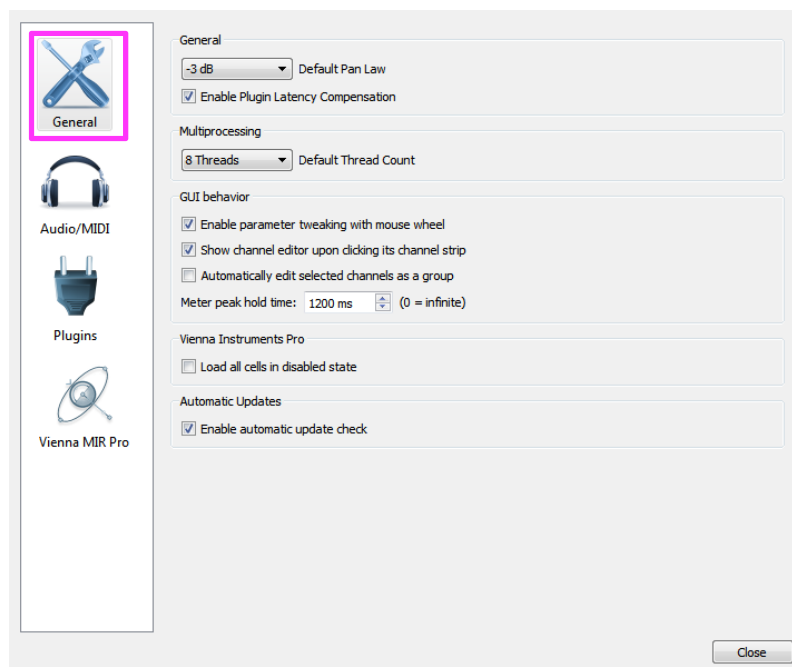 General
Audio/MIDI
Plugins
Vienna MIR Pro
General
-3 dB Default Pan Law
Enable Plugin Latency Compensation
Multiprocessing
8 Threads Default Thread Count
GUI behavior
Enable parameter tweaking with mouse wheel
Show channel editor upon clicking its channel strip
Automatically edit selected channels as a group
Meter peak hold time: 1200 ms (0 = infinite)
Vienna Instruments Pro
Load all cells in disabled state
Automatic Updates
Enable automatic update check
Close